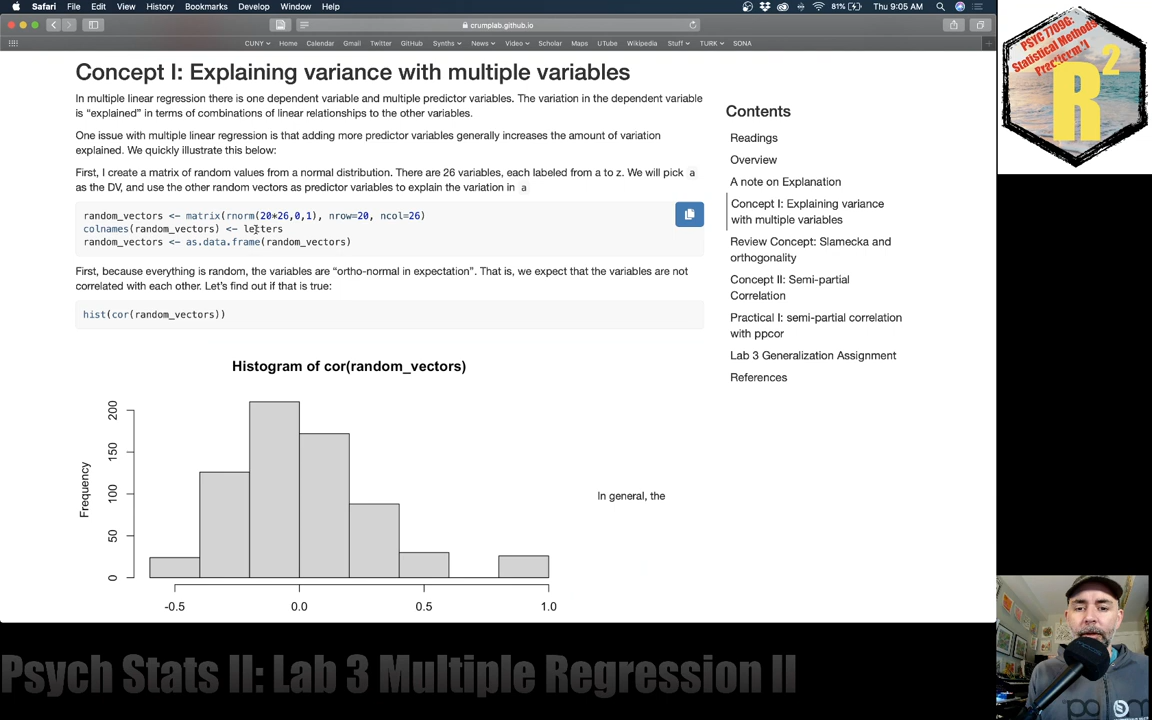 Safari File Edit View History Bookmarks Develop Window Help 81% Thu 9:05 AM
crumplab.github.io
CUNY Home Calendar Gmail Twitter GitHub Synths News Video Scholar Maps UTube Wikipedia Stuff TURK SONA
Concept I: Explaining variance with multiple variables
In multiple linear regression there is one dependent variable and multiple predictor variables. The variation in the dependent variable
is “explained” in terms of combinations of linear relationships to the other variables.
One issue with multiple linear regression is that adding more predictor variables generally increases the amount of variation
explained. We quickly illustrate this below:
First, I create a matrix of random values from a normal distribution. There are 26 variables, each labeled from a to z. We will pick a
as the DV, and use the other random vectors as predictor variables to explain the variation in a
random_vectors <- matrix(rnorm(20*26,0,1), nrow=20, ncol=26)
colnames(random_vectors) <- letters
random_vectors <- as.data.frame(random_vectors)
First, because everything is random, the variables are “ortho-normal in expectation”. That is, we expect that the variables are not
correlated with each other. Let’s find out if that is true:
hist(cor(random_vectors))
Histogram of cor(random_vectors)
Frequency
200
150
100
50
0
-0.5 0.0 0.5 1.0
In general, the
Contents
Readings
Overview
A note on Explanation
Concept I: Explaining variance
with multiple variables
Review Concept: Slamecka and
orthogonality
Concept II: Semi-partial
Correlation
Practical I: semi-partial correlation
with ppcor
Lab 3 Generalization Assignment
References
PSYC 7709G:
Statistical Methods
Practicum I
R2
Psych Stats II: Lab 3 Multiple Regression II